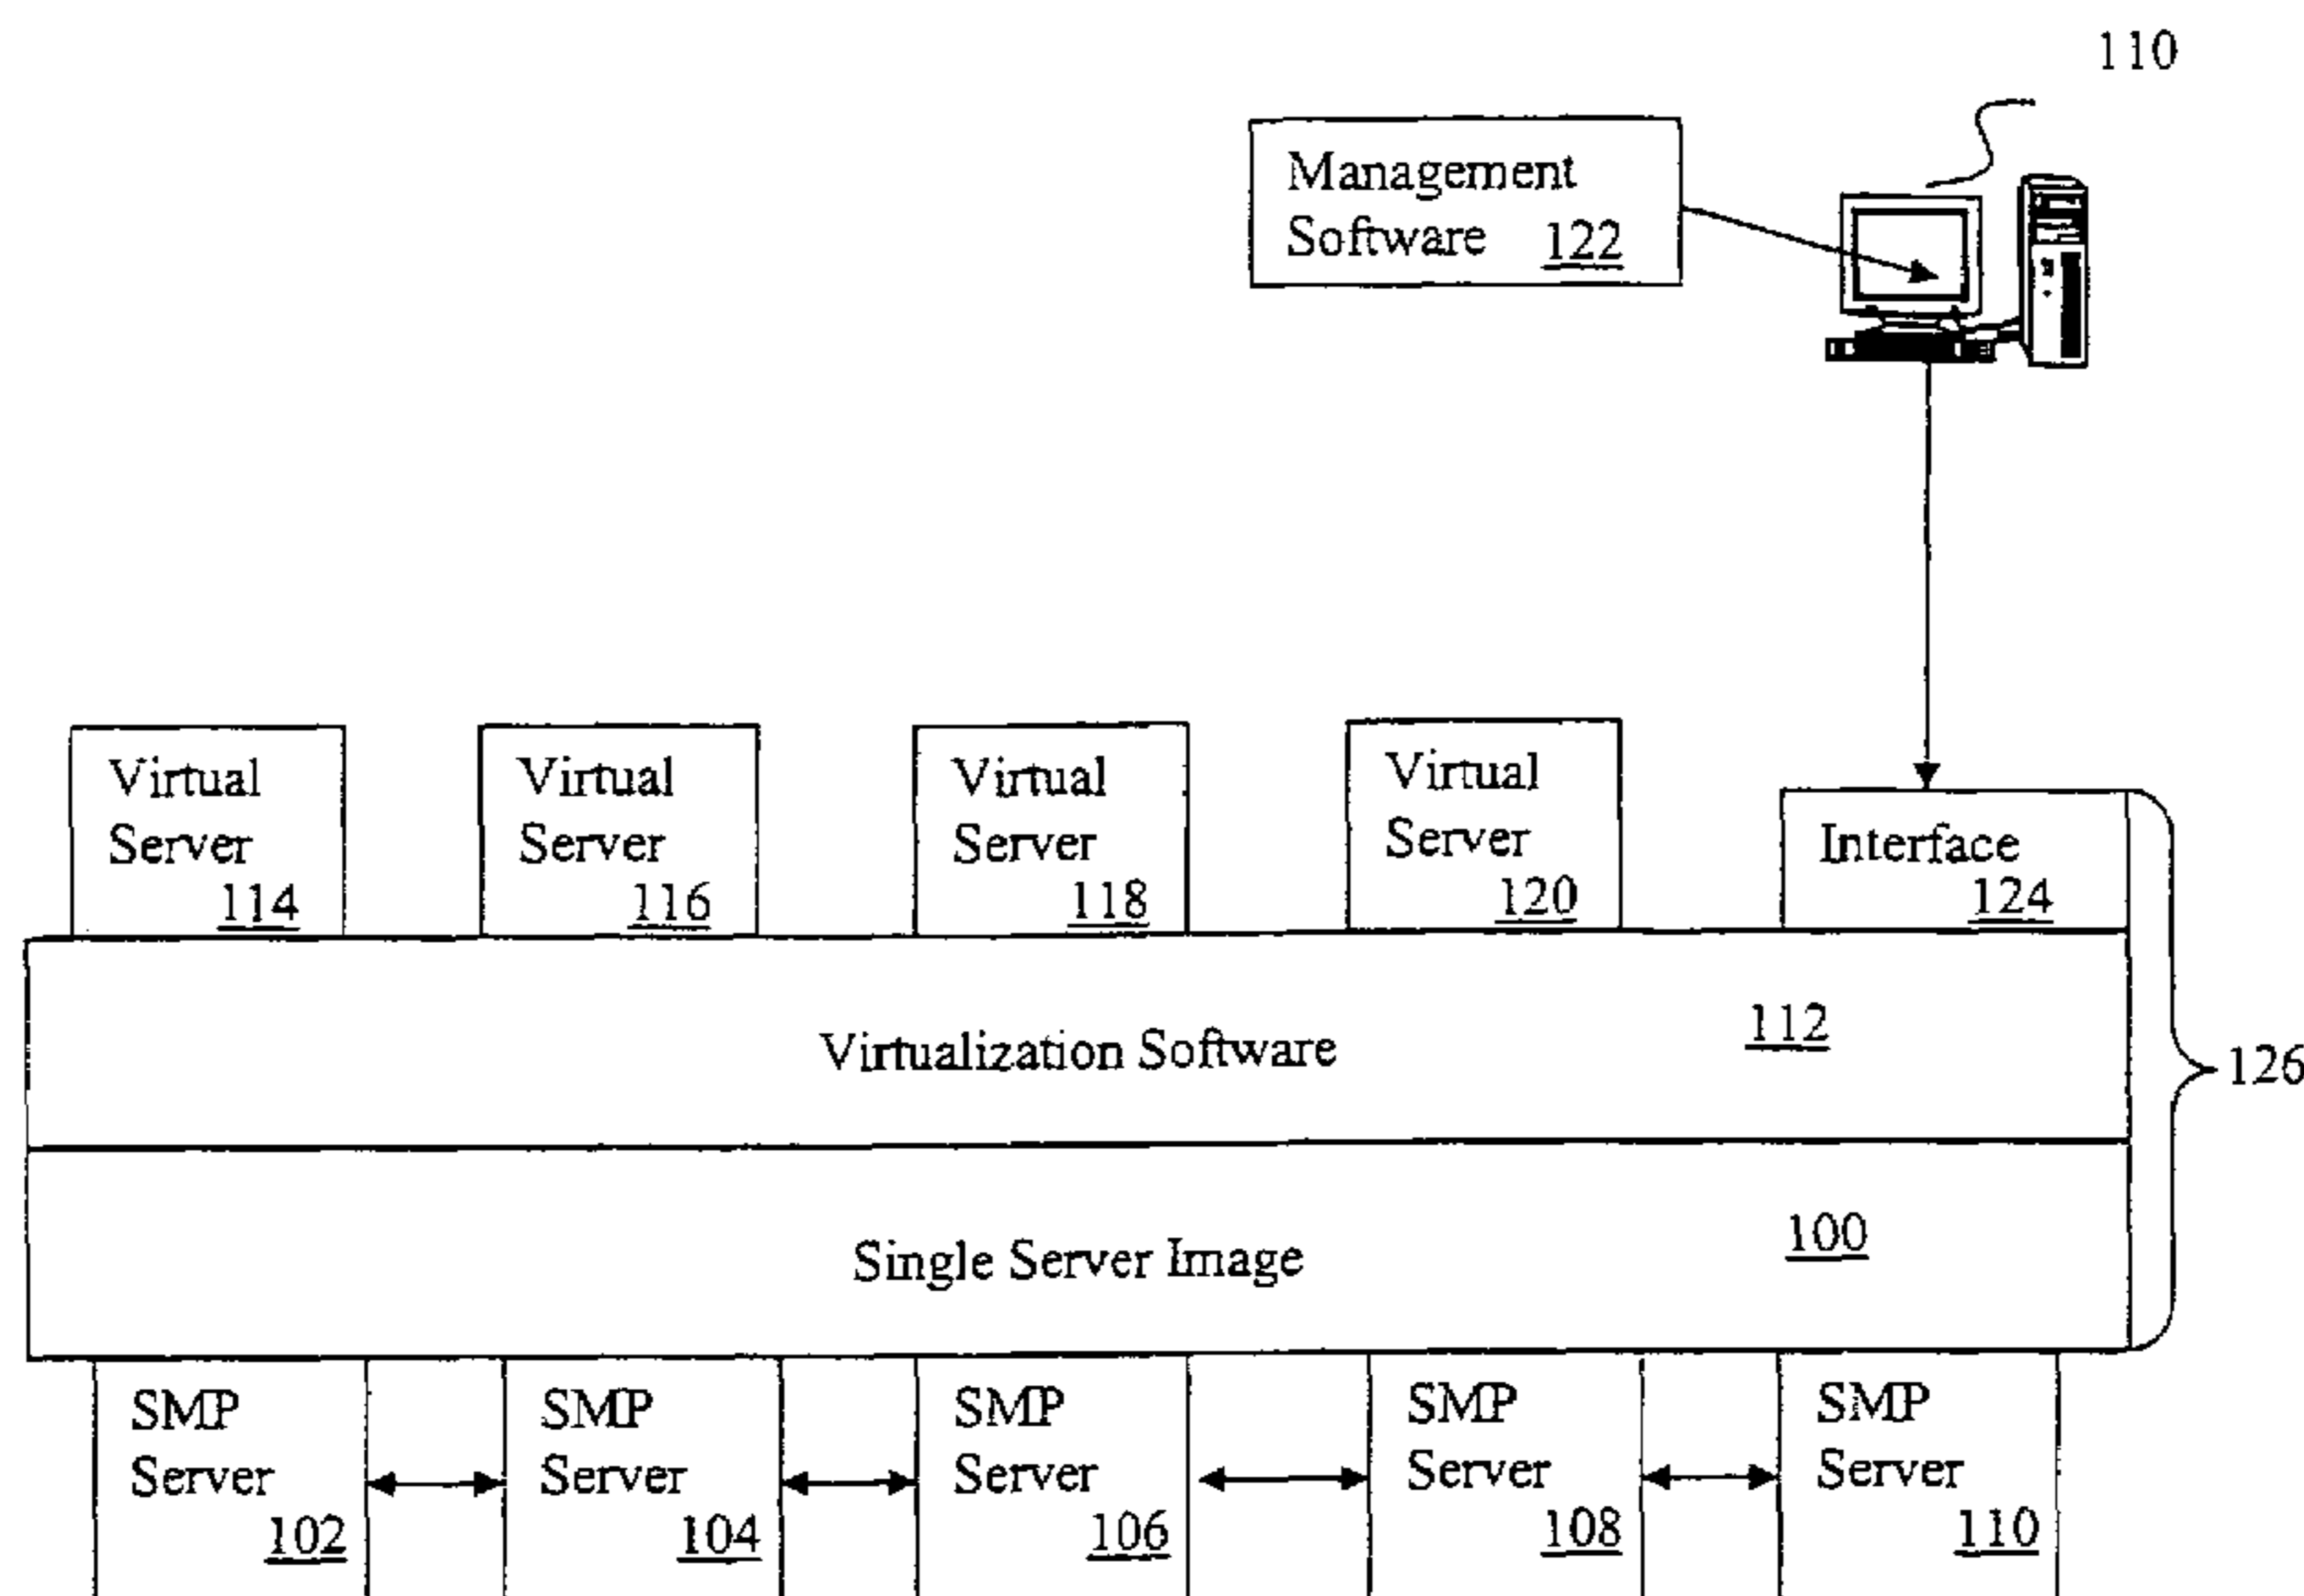 110
Management
Software 122
Virtual
Server
114
Virtual
Server
116
Virtual
Server
118
Virtual
Server
120
Interface
124
Virtualization Software 112
126
Single Server Image 100
SMP
Server
102
SMP
Server
104
SMP
Server
106
SMP
Server
108
SMP
Server
110